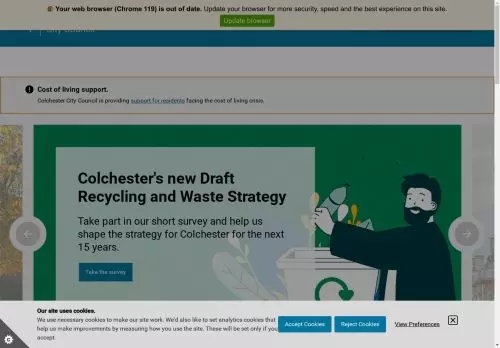 Your web browser (Chrome 119) is out of date. Update your browser for more security, speed and the best experience on this site.
Update browser
City Council
Cost of living support.
Colchester City Council is providing support for residents facing the cost of living crisis.
Colchester's new Draft
Recycling and Waste Strategy
Take part in our short survey and help us
shape the strategy for Colchester for the next
15 years.
Take the survey
Our site uses cookies.
We use necessary cookies to make our site work. We'd also like to set analytics cookies that
help us make improvements by measuring how you use the site. These will be set only if you
accept.
Accept Cookies
Reject Cookies
View Preferences